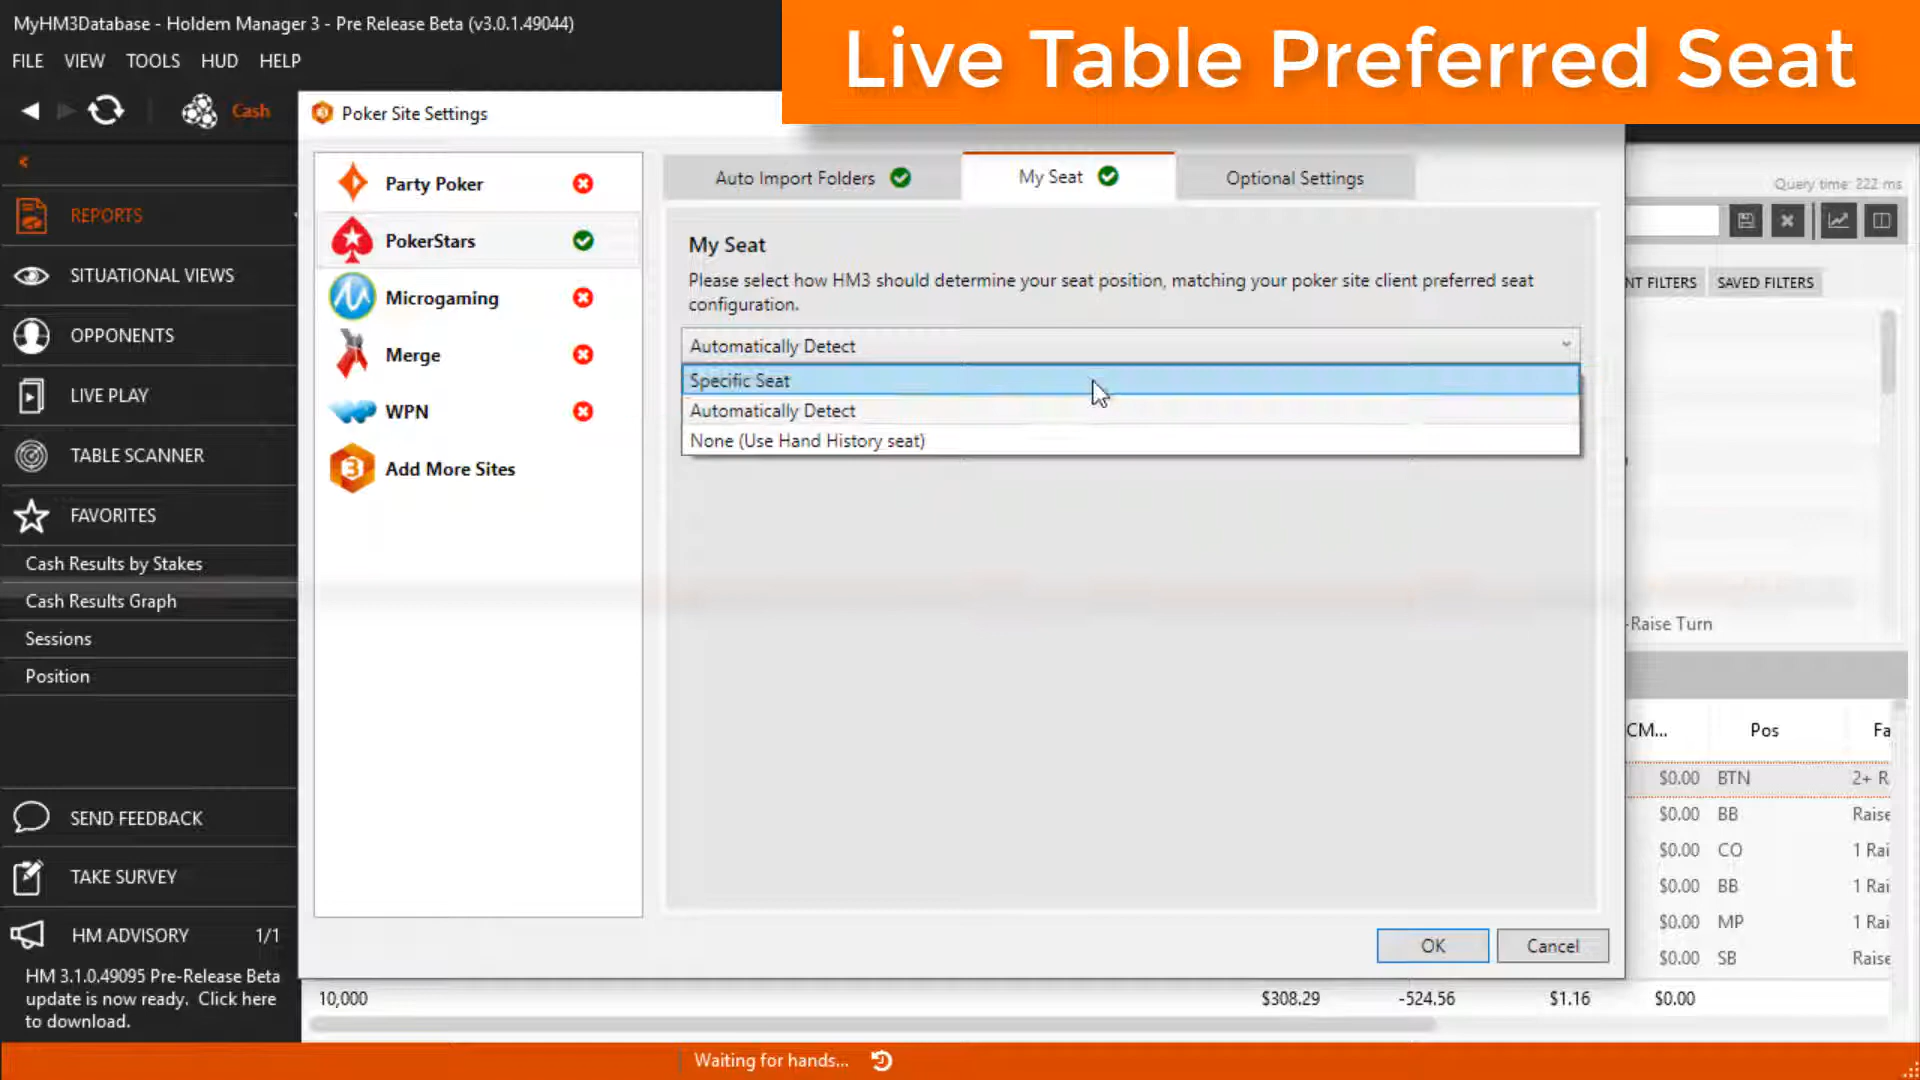 MyHM3Database - Holdem Manager 3 - Pre Release Beta (v3.0.1.49044)
Live Table Preferred Seat
FILE VIEW TOOLS HUD HELP
Cash
Poker Site Settings
Party Poker
PokerStars
Microgaming
Merge
WPN
Add More Sites
Auto Import Folders
My Seat
Optional Settings
My Seat
Please select how HM3 should determine your seat position, matching your poker site client preferred seat
configuration.
Automatically Detect
Specific Seat
Automatically Detect
None (Use Hand History seat)
OK
Cancel
REPORTS
SITUATIONAL VIEWS
OPPONENTS
LIVE PLAY
TABLE SCANNER
FAVORITES
Cash Results by Stakes
Cash Results Graph
Sessions
Position
SEND FEEDBACK
TAKE SURVEY
HM ADVISORY 1/1
HM 3.1.0.49095 Pre-Release Beta
update is now ready. Click here
to download.
Query time: 222 ms
NT FILTERS
SAVED FILTERS
-Raise Turn
CM... Pos Fa
$0.00 BTN 2+ R
$0.00 BB Raise
$0.00 CO 1 Rai
$0.00 BB 1 Rai
$0.00 MP 1 Rai
$0.00 SB Raise
10,000 $308.29 -524.56 $1.16 $0.00
Waiting for hands...